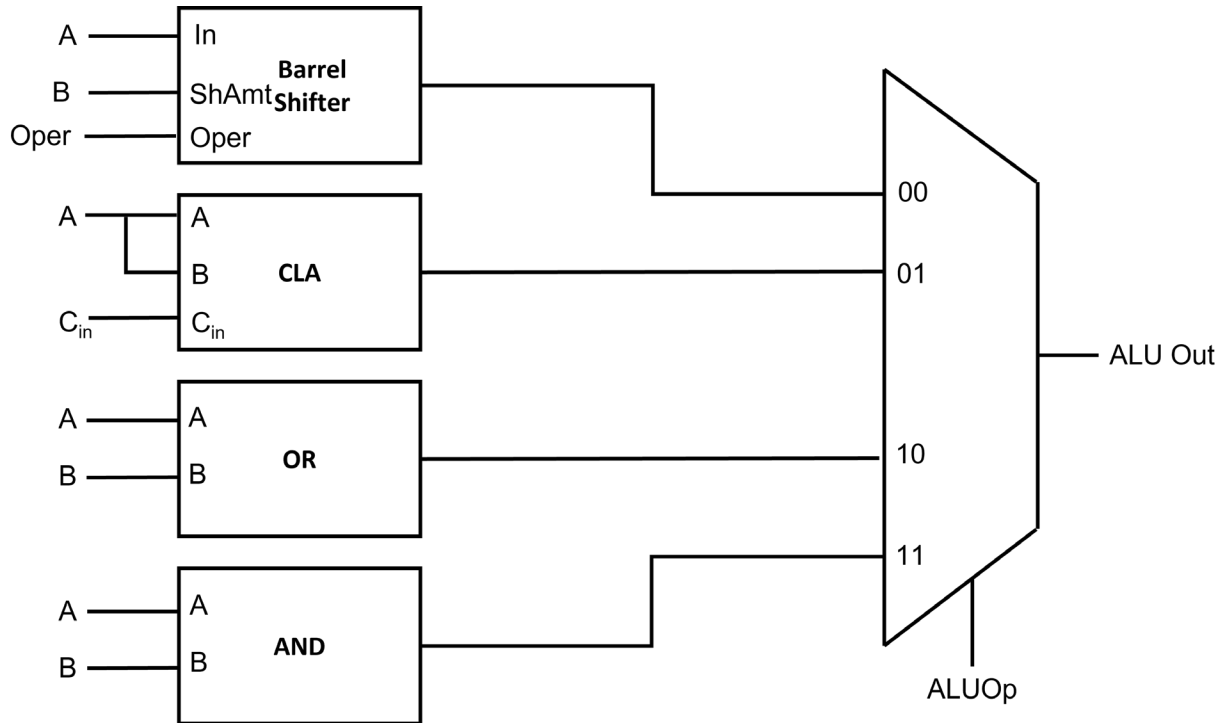 A
In
Barrel
B
ShAmt
Shifter
Oper
Oper
A
A
B
CLA
Cin
Cin
A
A
B
B
OR
A
A
B
B
AND
00
01
10
11
ALU Out
ALUOp